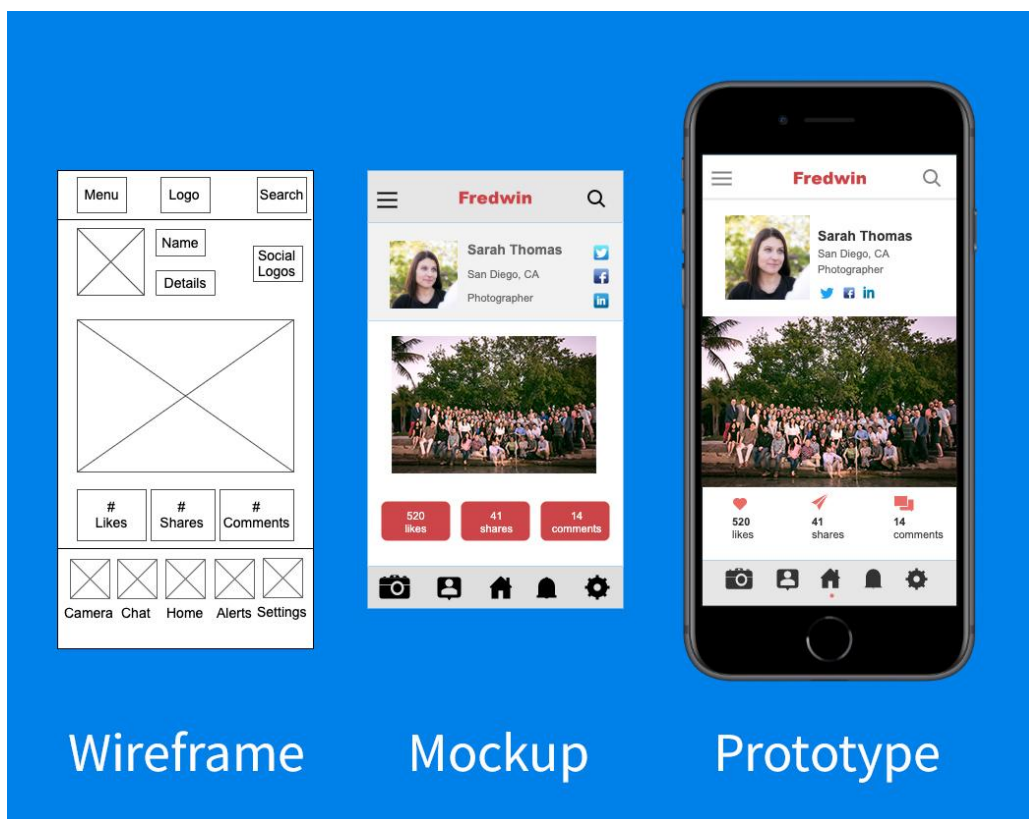 Menu
Logo
Search
Name
Social
Logos
Details
#
Likes
#
Shares
#
Comments
Camera
Chat
Home
Alerts
Settings
Fredwin
Sarah Thomas
San Diego, CA
Photographer
f
in
520
likes
41
shares
14
comments
Fredwin
Sarah Thomas
San Diego, CA
Photographer
f
in
520
likes
41
shares
14
comments
Wireframe
Mockup
Prototype